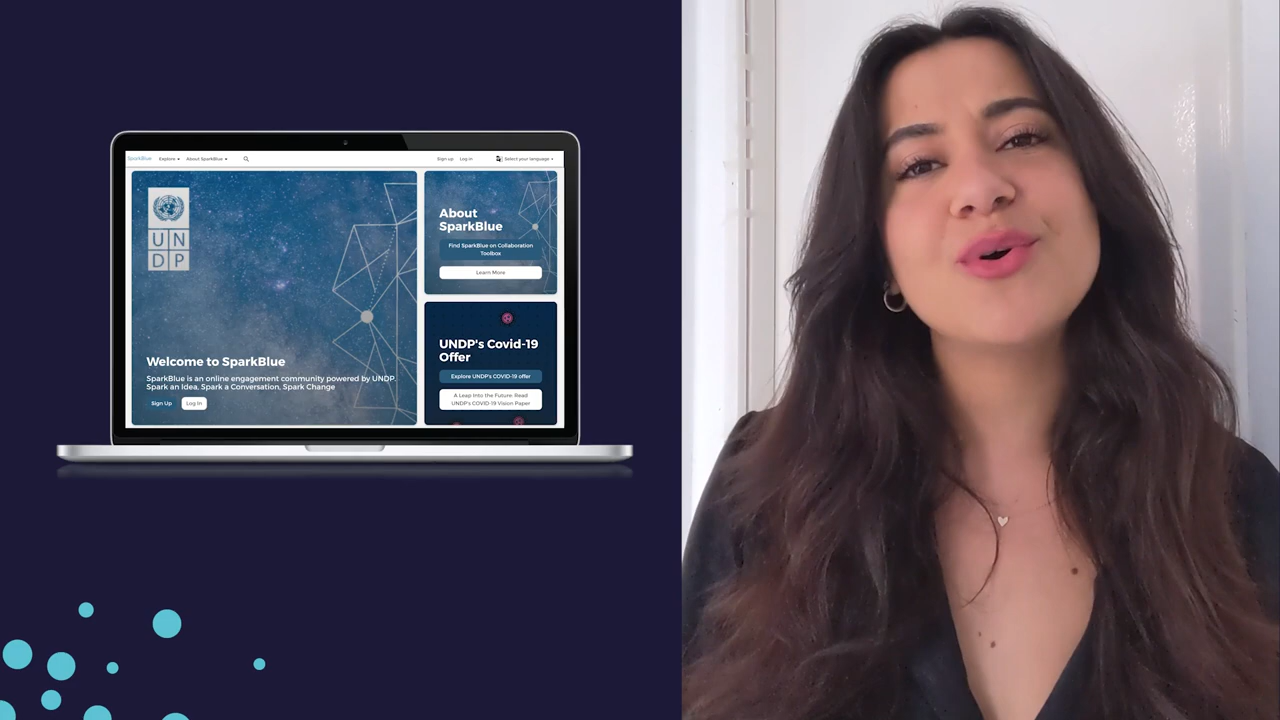 SparkBlue
Explore
About SparkBlue
Sign up
Log in
Select your language
UN
DP
Welcome to SparkBlue
SparkBlue is an online engagement community powered by UNDP.
Spark an Idea, Spark a Conversation, Spark Change
Sign Up
Log In
About
SparkBlue
Find SparkBlue on Collaboration
Toolbox
Learn More
UNDP's Covid-19
Offer
Explore UNDP's COVID-19 offer
A Leap Into the Future: Read
UNDP's COVID-19 Vision Paper